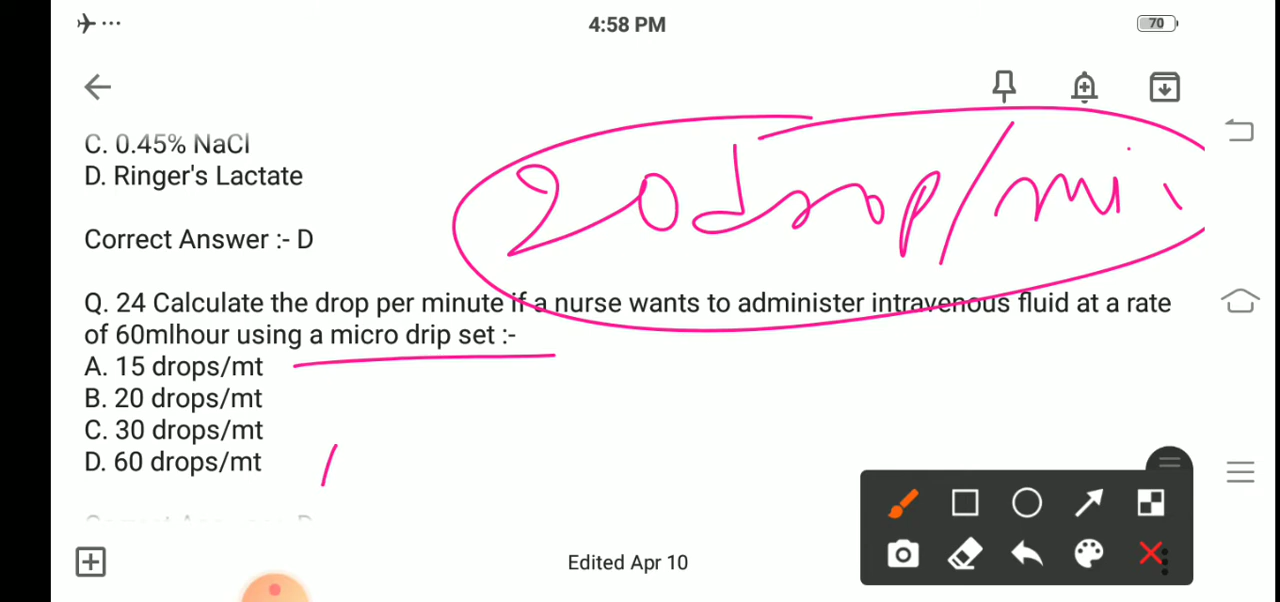 4:58 PM
70
C. 0.45% NaCl
D. Ringer's Lactate
20 drop/mi
Correct Answer :- D
Q. 24 Calculate the drop per minute if a nurse wants to administer intravenous fluid at a rate
of 60mlhour using a micro drip set :-
A. 15 drops/mt
B. 20 drops/mt
C. 30 drops/mt
D. 60 drops/mt
Edited Apr 10